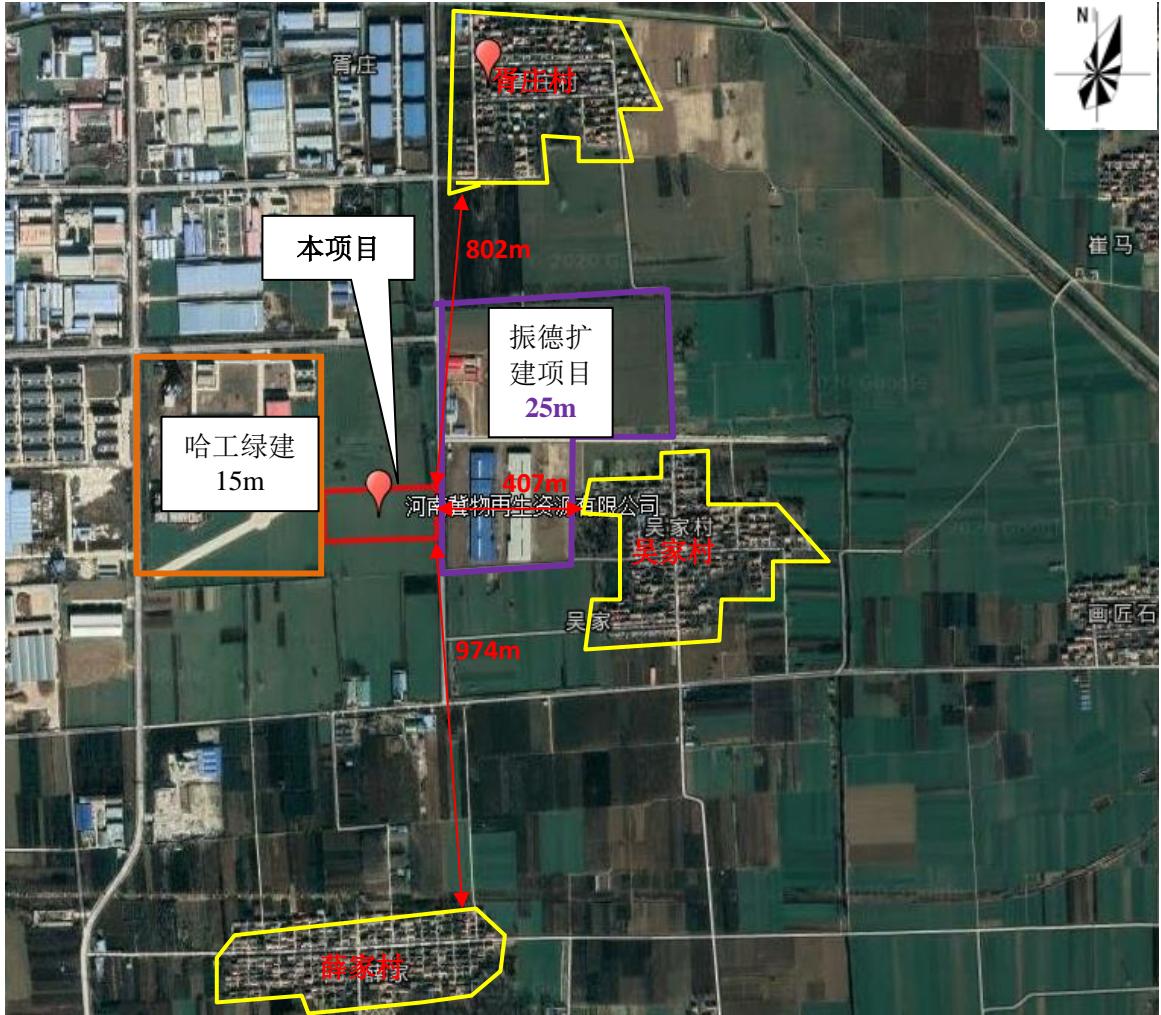 N
胥庄
胥庄村
崔马
802m
本项目
振德扩
建项目
25m
哈工绿建
15m
407m
河南冀物再生资源有限公司
吴家村
吴家村
吴家
画匠石
974m
薛家村